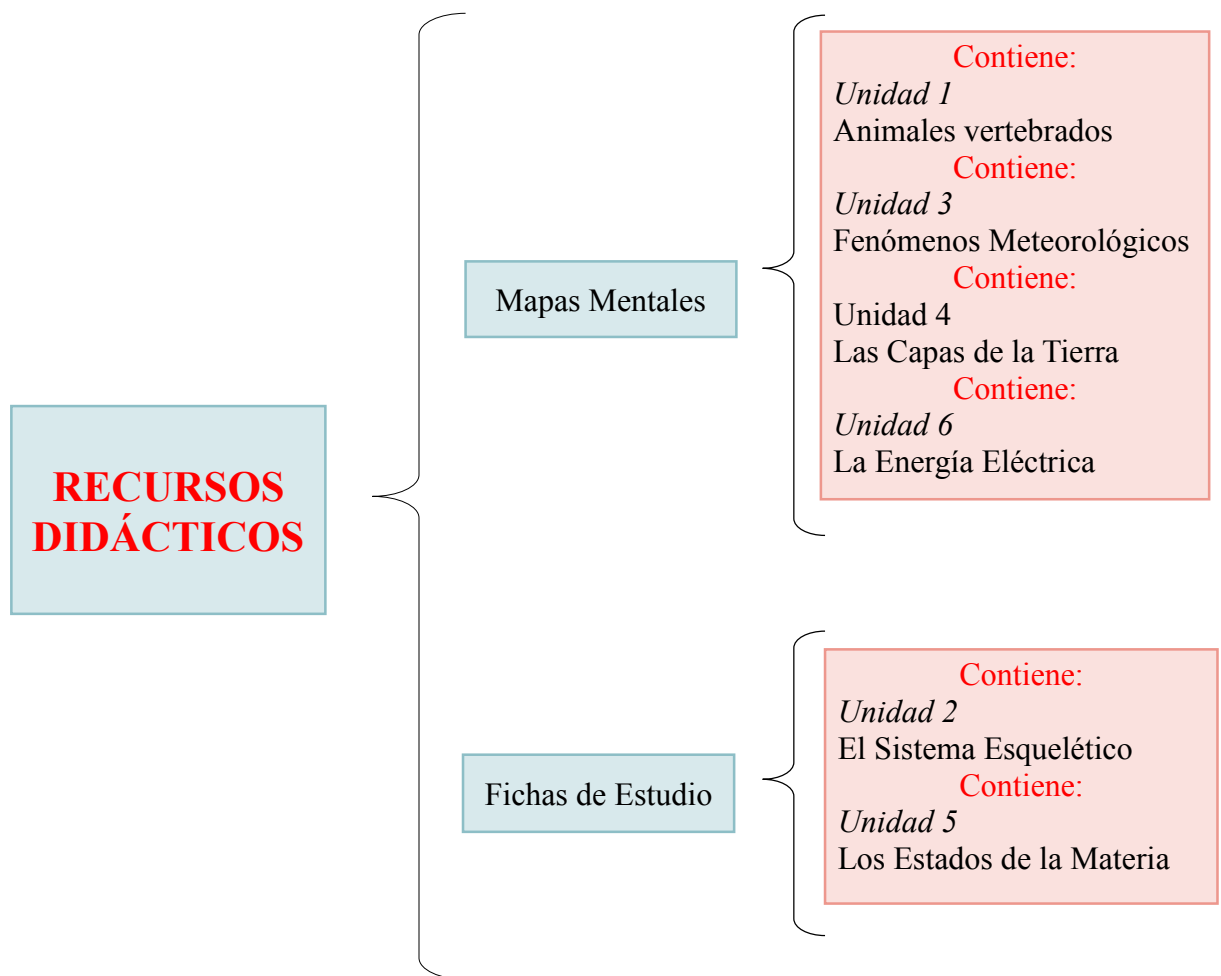 RECURSOS
DIDÁCTICOS
Mapas Mentales
Contiene:
Unidad 1
Animales vertebrados
Contiene:
Unidad 3
Fenómenos Meteorológicos
Contiene:
Unidad 4
Las Capas de la Tierra
Contiene:
Unidad 6
La Energía Eléctrica
Fichas de Estudio
Contiene:
Unidad 2
El Sistema Esquelético
Contiene:
Unidad 5
Los Estados de la Materia